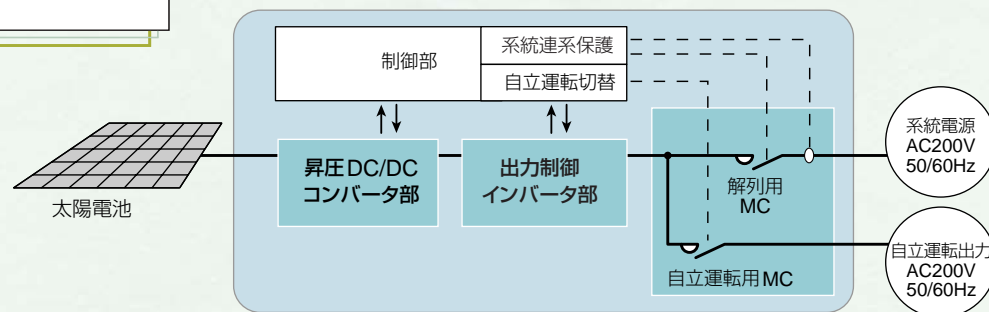 制御部
系統連系保護
自立運転切替
太陽電池
昇圧DC/DC
コンバータ部
出力制御
インバータ部
解列用
MC
自立運転用MC
系統電源
AC200V
50/60Hz
自立運転出力
AC200V
50/60Hz